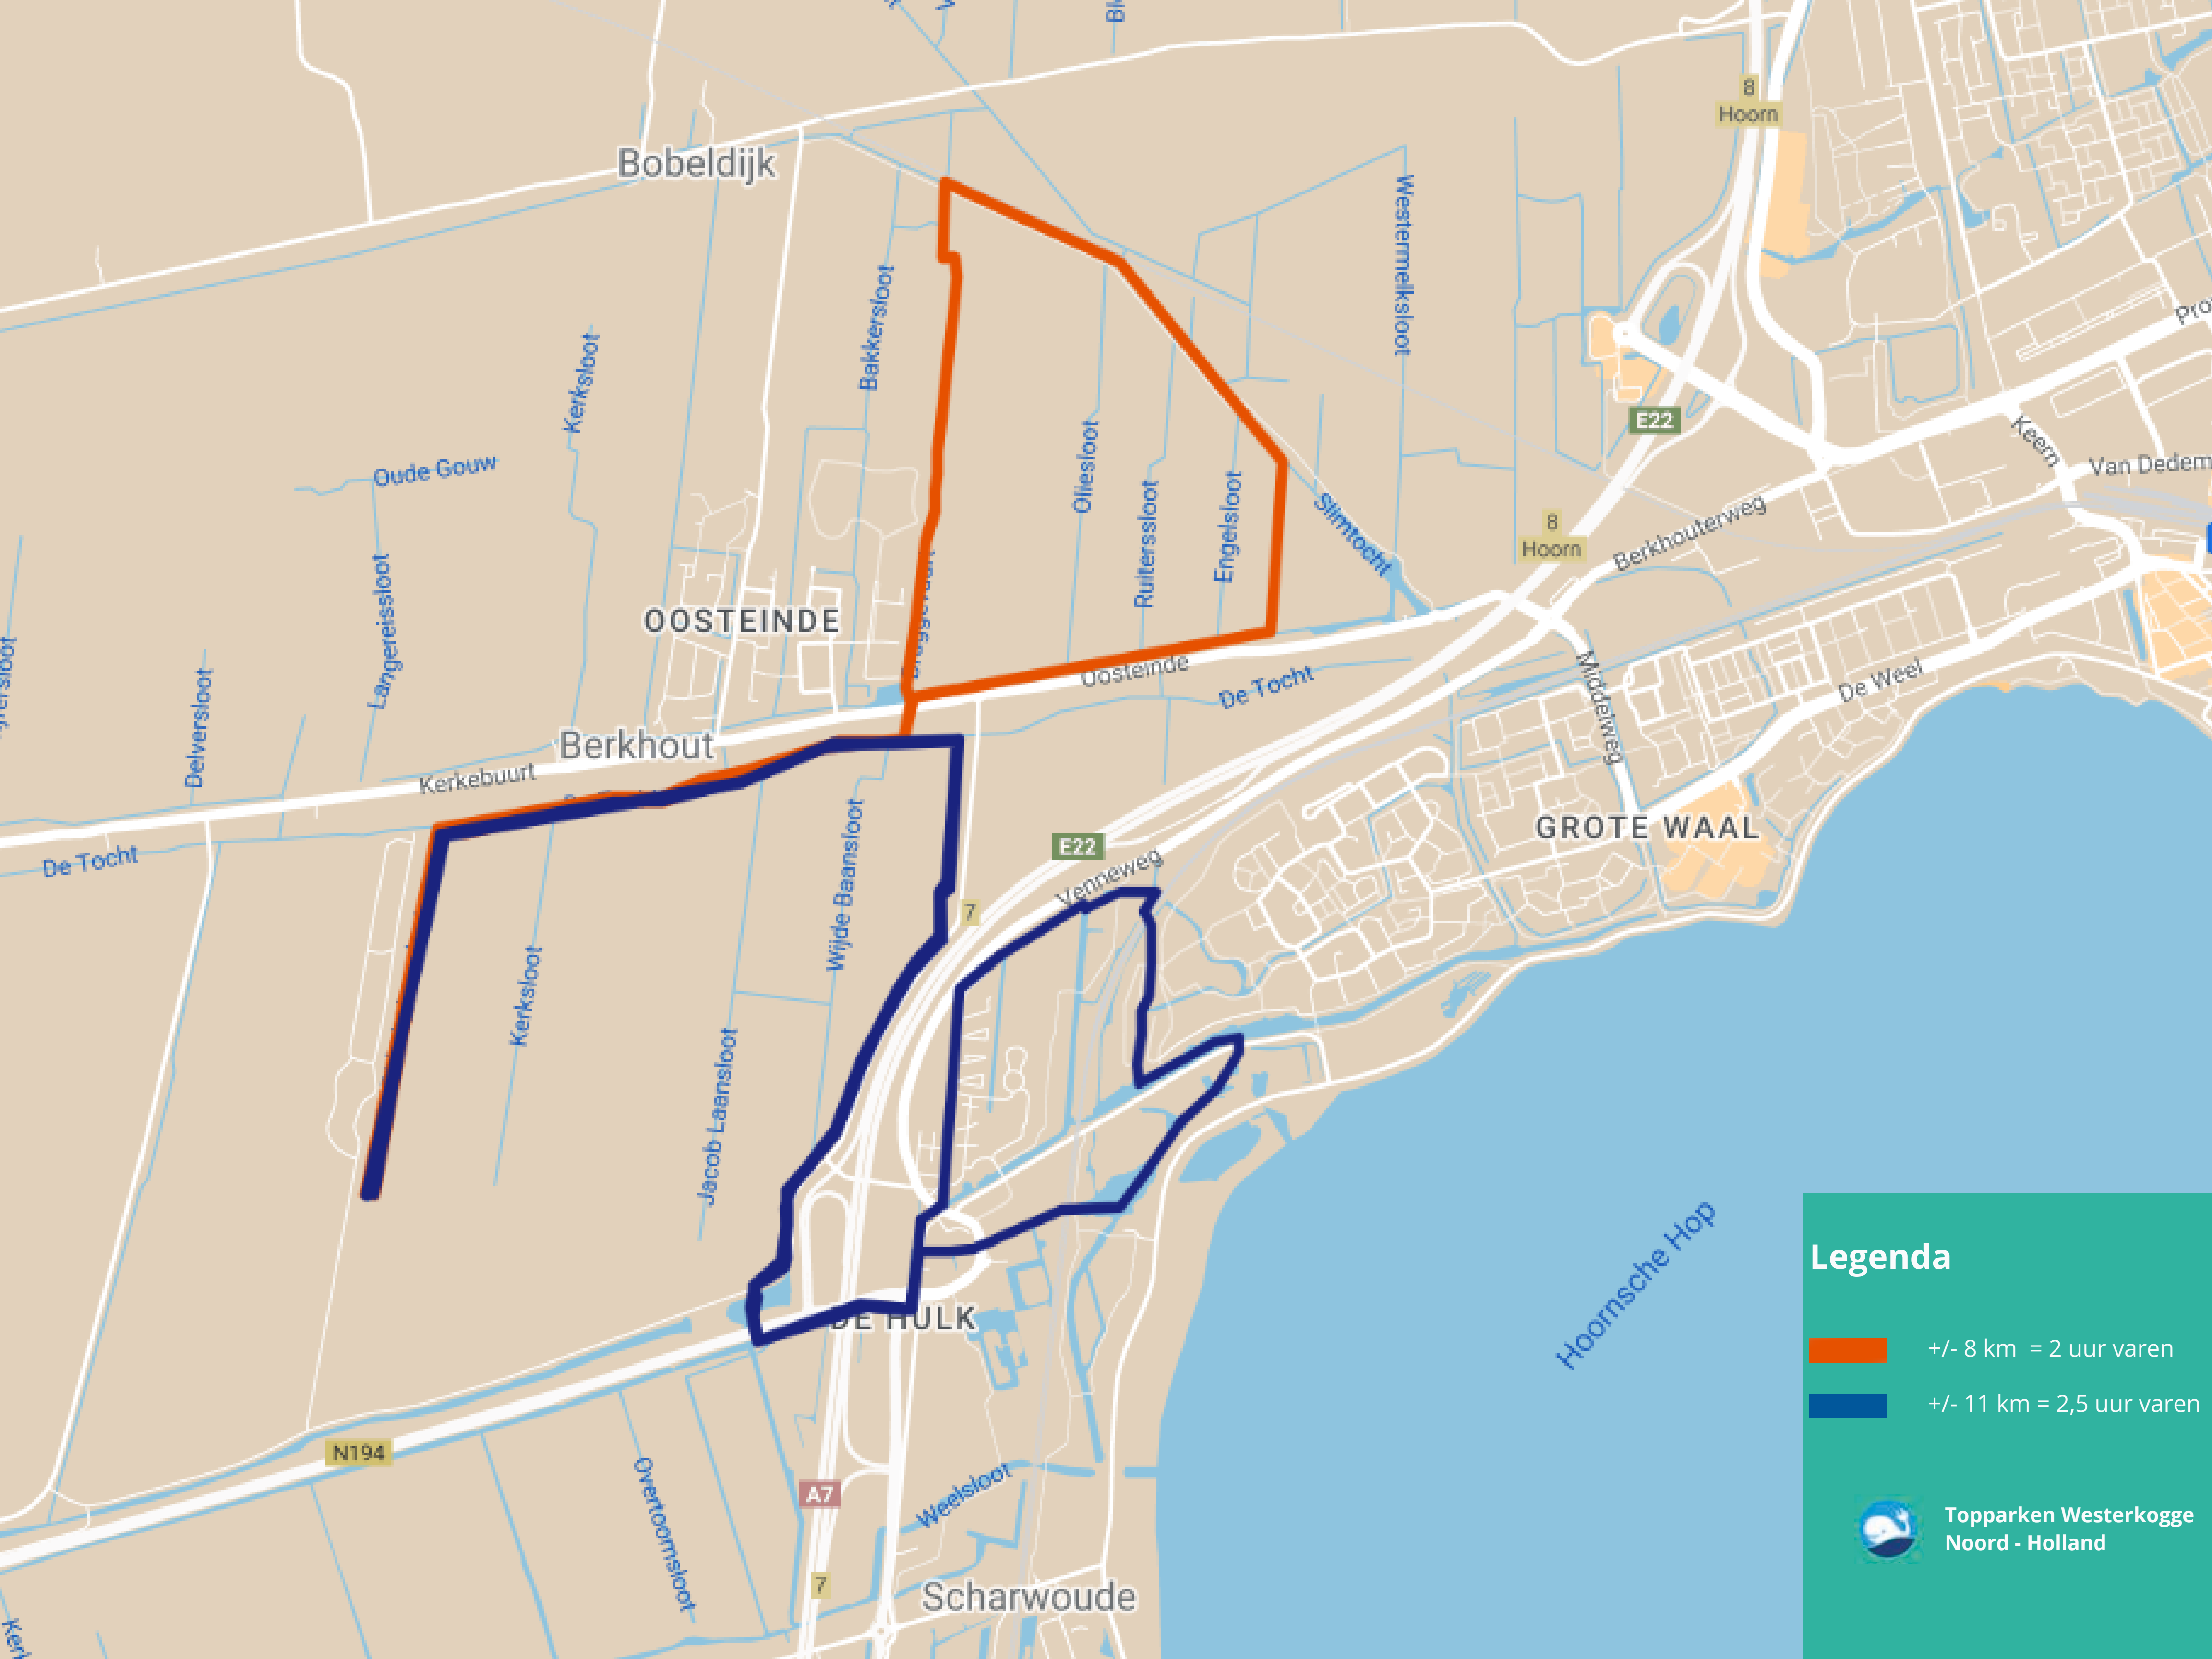 8
Hoorn
Bobeldijk
Westermelksloot
Prof
Bakkersloot
Kerksloot
E22
Keern
Van Dedem
Oude Gouw
Oliesloot
Engelsloot
Ruiterssloot
Slimtocht
8
Hoorn
Berkhouterweg
Langereissloot
OOSTEINDE
Oosteinde
De Tocht
Middelweg
De Weel
Delversloot
Berkhout
Kerkebuurt
De Tocht
Wijde Baansloot
E22
Venneweg
GROTE WAAL
7
Kerksloot
Jacob Laansloot
Hoornsche Hop
DE HULK
N194
Overtoomsloot
A7
Weelsloot
7
Scharwoude
Legenda
+/- 8 km = 2 uur varen
+/- 11 km = 2,5 uur varen
Topparken Westerkogge
Noord - Holland